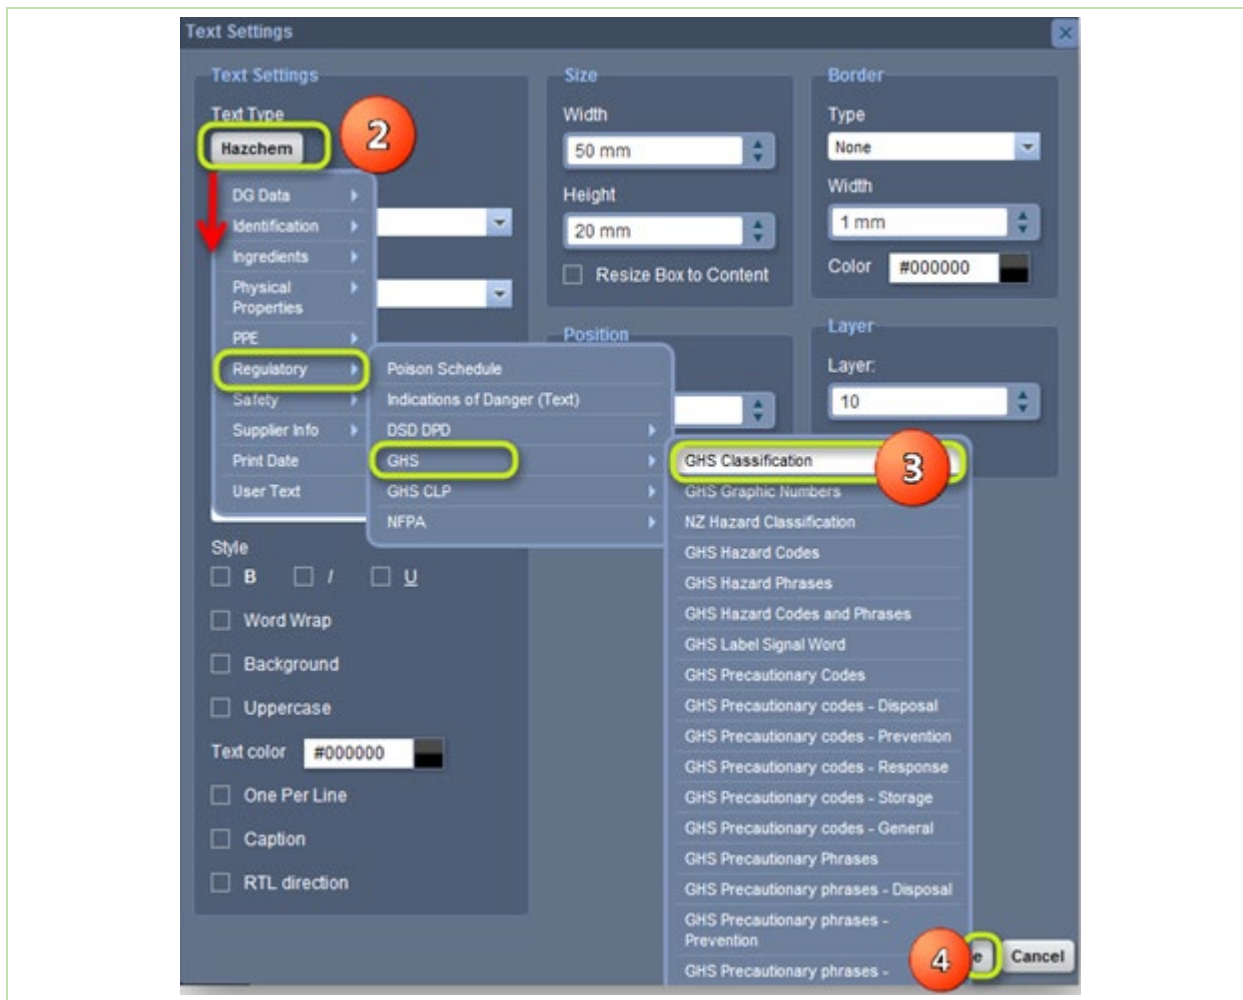 Text Settings
Text Settings
Text Type
Hazchem
2
DG Data
Identification
Ingredients
Physical
Properties
PPE
Regulatory
Safety
Supplier Info
Print Date
User Text
Poison Schedule
Indications of Danger (Text)
DSD DPD
GHS
GHS CLP
NFPA
GHS Classification
3
GHS Graphic Numbers
NZ Hazard Classification
GHS Hazard Codes
GHS Hazard Phrases
GHS Hazard Codes and Phrases
GHS Label Signal Word
GHS Precautionary Codes
GHS Precautionary codes - Disposal
GHS Precautionary codes - Prevention
GHS Precautionary codes - Response
GHS Precautionary codes - Storage
GHS Precautionary codes - General
GHS Precautionary Phrases
GHS Precautionary phrases - Disposal
GHS Precautionary phrases -
Prevention
GHS Precautionary phrases -
Style
B I U
Word Wrap
Background
Uppercase
Text color #000000
One Per Line
Caption
RTL direction
Size
Width
50 mm
Height
20 mm
Resize Box to Content
Position
Border
Type
None
Width
1 mm
Color #000000
Layer
Layer:
10
4
Cancel